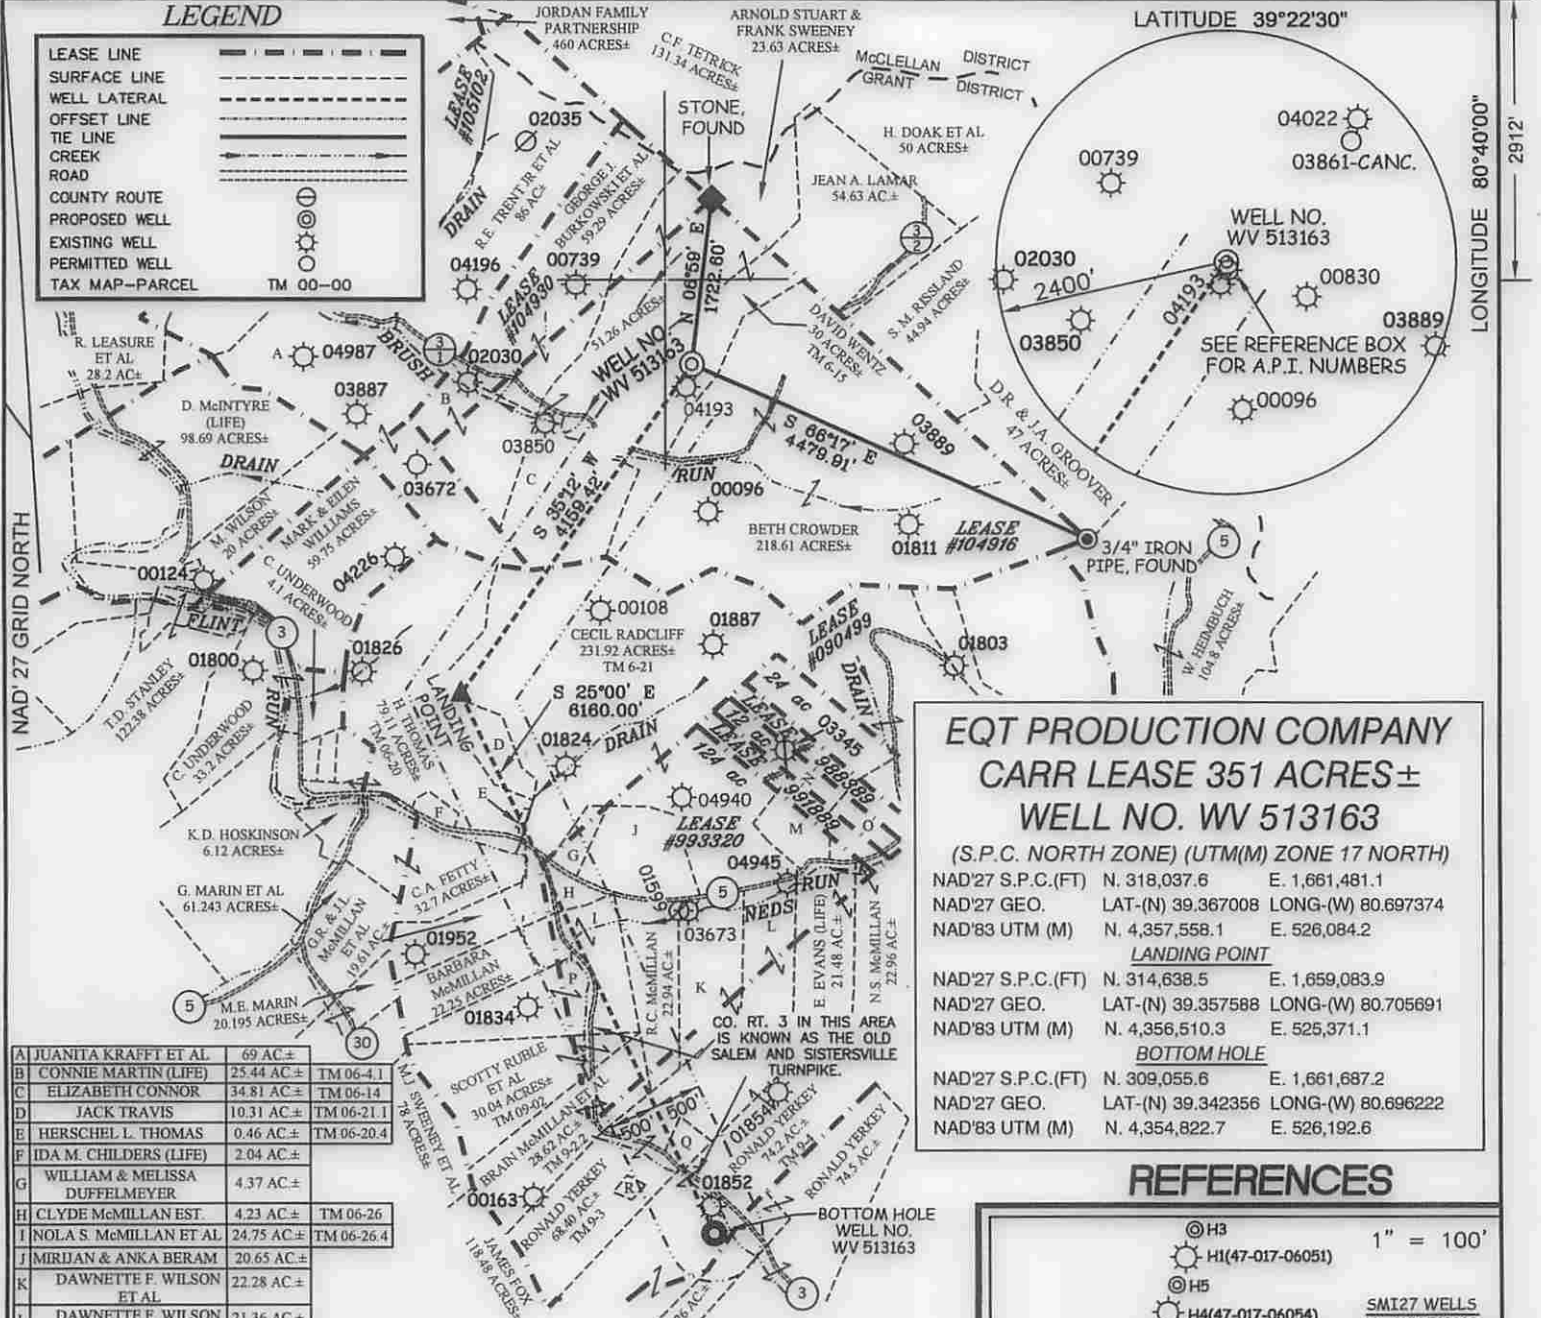 LEGEND
LEASE LINE
SURFACE LINE
WELL LATERAL
OFFSET LINE
TIE LINE
CREEK
ROAD
COUNTY ROUTE
PROPOSED WELL
EXISTING WELL
PERMITTED WELL
TAX MAP-PARCEL TM 00-00
JORDAN FAMILY
PARTNERSHIP
460 ACRES±
ARNOLD STUART &
FRANK SWEENEY
23.63 ACRES±
C.F. TETRICK
131.34 ACRES±
McCLELLAN DISTRICT
GRANT DISTRICT
LATITUDE 39°22'30"
LONGITUDE 80°40'00"
2912'
LEASE
#105102
02035
STONE,
FOUND
H. DOAK ET AL
50 ACRES±
JEAN A. LAMAR
54.63 AC.±
DRAIN
R.E. TRENT JR ET AL
86 AC±
GEORGE J.
BURKOWSKI ET AL
59.29 ACRES±
3
2
04196
00739
LEASE
#104930
N 06°59' E
1722.60'
51.26 ACRES±
DAVID WENTZ
30 ACRES±
TM 6-15
S. M. RISSLAND
44.94 ACRES±
04022
03861-CANC.
00739
WELL NO.
WV 513163
02030
2400'
04193
00830
03850
03889
SEE REFERENCE BOX
FOR A.P.I. NUMBERS
00096
R. LEASURE
ET AL
28.2 AC±
A
04987
BRUSH
3
1
02030
WELL NO.
WV 513163
03887
B
04193
D. McINTYRE
(LIFE)
98.69 ACRES±
03850
S 66°17' E
4479.91'
03889
D.R. & J.A. GROOVER
47 ACRES±
DRAIN
03672
C
S 35°12' W
4159.42'
RUN
00096
BETH CROWDER
218.61 ACRES±
01811
LEASE
#104916
3/4" IRON
PIPE, FOUND
5
NAD' 27 GRID NORTH
M. WILSON
20 ACRES±
MARK & EILEN
WILLIAMS
59.75 ACRES±
C. UNDERWOOD
4.1 ACRES±
04226
00124
FLINT
3
00108
CECIL RADCLIFF
231.92 ACRES±
TM 6-21
01887
LEASE
#090499
01803
W. HEIMBUCH
104.8 ACRES±
01800
RUN
01826
T.D. STANLEY
122.38 ACRES±
C. UNDERWOOD
33.2 ACRES±
LANDING
POINT
H. THOMAS
79.11 ACRES±
TM 06-20
S 25°00' E
6160.00'
D
01824
DRAIN
DRAIN
24 ac
LEASE
12 ac
LEASE
124 ac
03345
988389
991889
N
E
F
04940
LEASE
#993320
J
M
O
K.D. HOSKINSON
6.12 ACRES±
G. MARIN ET AL
61.243 ACRES±
C.A. FETTY
32.7 ACRES±
G
H
04945
01599
5
RUN
NEDS
03673
G.R. & J.L.
McMILLAN
ET AL
19.61 AC±
01952
BARBARA
McMILLAN
22.25 ACRES±
P
R.C. McMILLAN
22.94 AC.±
K
L
E. EVANS (LIFE)
21.48 AC.±
N.S. McMILLAN
22.96 AC.±
5
M.E. MARIN
20.195 ACRES±
30
01834
CO. RT. 3 IN THIS AREA
IS KNOWN AS THE OLD
SALEM AND SISTERSVILLE
TURNPIKE.
SCOTTY RUBLE
ET AL
30.04 ACRES±
TM 09-02
M.J. SWEENEY ET AL
78 ACRES±
BRAIN McMILLAN ET AL
28.62 AC.±
TM 9-2.2
500'
500'
Q
01854
RONALD YERKEY
74.2 AC.±
TM 9-4
RONALD YERKEY
74.5 AC.±
00163
RONALD YERKEY
68.40 AC.±
TM 9-3
R
01852
JAMES FOX
118.48 ACRES±
BOTTOM HOLE
WELL NO.
WV 513163
3
A JUANITA KRAFFT ET AL 69 AC.±
B CONNIE MARTIN (LIFE) 25.44 AC.± TM 06-4.1
C ELIZABETH CONNOR 34.81 AC.± TM 06-14
D JACK TRAVIS 10.31 AC.± TM 06-21.1
E HERSCHEL L. THOMAS 0.46 AC.± TM 06-20.4
F IDA M. CHILDERS (LIFE) 2.04 AC.±
G WILLIAM & MELISSA
DUFFELMEYER 4.37 AC.±
H CLYDE McMILLAN EST. 4.23 AC.± TM 06-26
I NOLA S. McMILLAN ET AL 24.75 AC.± TM 06-26.4
J MIRIJAN & ANKA BERAM 20.65 AC.±
K DAWNETTE F. WILSON
ET AL 22.28 AC.±
DAWNETTE F. WILSON 21.36 AC.±
EQT PRODUCTION COMPANY
CARR LEASE 351 ACRES±
WELL NO. WV 513163
(S.P.C. NORTH ZONE) (UTM(M) ZONE 17 NORTH)
NAD'27 S.P.C.(FT) N. 318,037.6 E. 1,661,481.1
NAD'27 GEO. LAT-(N) 39.367008 LONG-(W) 80.697374
NAD'83 UTM (M) N. 4,357,558.1 E. 526,084.2
LANDING POINT
NAD'27 S.P.C.(FT) N. 314,638.5 E. 1,659,083.9
NAD'27 GEO. LAT-(N) 39.357588 LONG-(W) 80.705691
NAD'83 UTM (M) N. 4,356,510.3 E. 525,371.1
BOTTOM HOLE
NAD'27 S.P.C.(FT) N. 309,055.6 E. 1,661,687.2
NAD'27 GEO. LAT-(N) 39.342356 LONG-(W) 80.696222
NAD'83 UTM (M) N. 4,354,822.7 E. 526,192.6
REFERENCES
H3
1" = 100'
H1(47-017-06051)
H5
H4(47-017-06054)
SMI27 WELLS